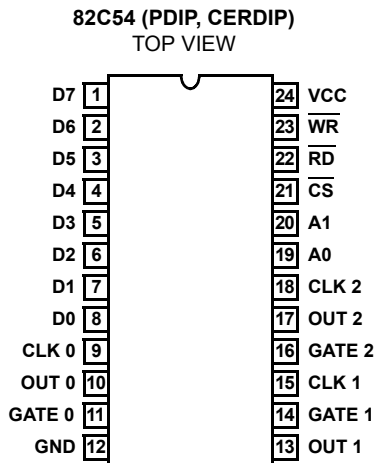 82C54 (PDIP, CERDIP)
TOP VIEW
D7 1 24 VCC
D6 2 23 WR
D5 3 22 RD
D4 4 21 CS
D3 5 20 A1
D2 6 19 A0
D1 7 18 CLK 2
D0 8 17 OUT 2
CLK 0 9 16 GATE 2
OUT 0 10 15 CLK 1
GATE 0 11 14 GATE 1
GND 12 13 OUT 1